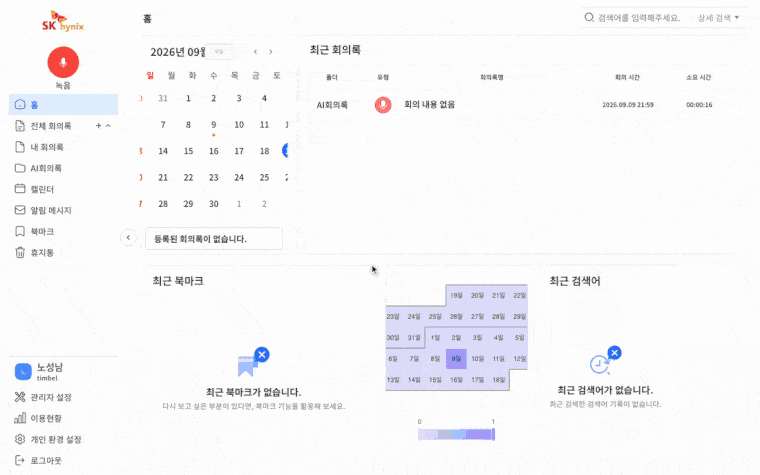 SK hynix
녹음
홈
전체 회의록
내 회의록
AI회의록
캘린더
알림 메시지
북마크
휴지통
노성남
timbel
관리자 설정
이용현황
개인 환경 설정
로그아웃
홈
검색어를 입력해주세요.
상세 검색
2026년 09월
일 월 화 수 목 금 토
31 1 2 3 4
7 8 9 10 11
14 15 16 17 18
21 22 23 24 25
28 29 30 1 2
등록된 회의록이 없습니다.
최근 회의록
폴더 유형 회의록명 회의 시간 소요 시간
AI회의록 회의 내용 없음 2026.09.09 21:59 00:00:16
최근 북마크
최근 북마크가 없습니다.
다시 보고 싶은 부분이 있다면, 북마크 기능을 활용해 보세요.
19일 20일 21일 22일
23일 24일 25일 26일 27일 28일 29일
30일 31일 1일 2일 3일 4일 5일
6일 7일 8일 9일 10일 11일 12일
13일 14일 15일 16일 17일 18일
0 1
최근 검색어
최근 검색어가 없습니다.
최근 검색한 검색어 기록이 없습니다.